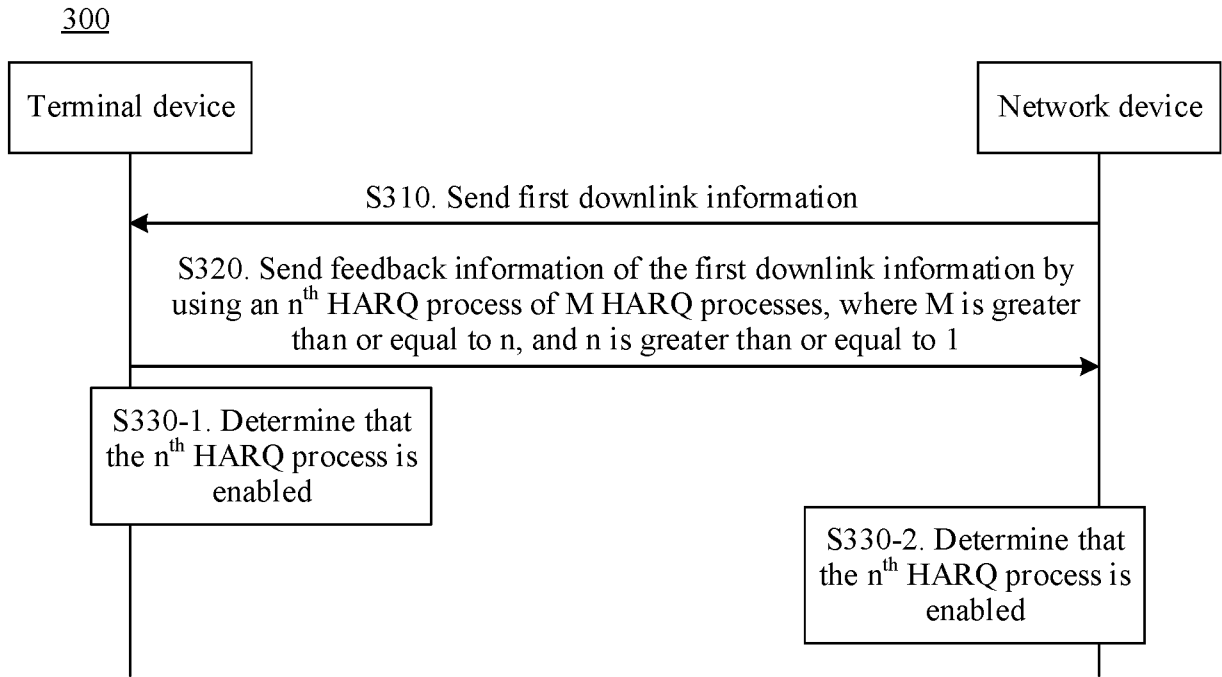 300
Terminal device
Network device
S310. Send first downlink information
S320. Send feedback information of the first downlink information by
using an nth HARQ process of M HARQ processes, where M is greater
than or equal to n, and n is greater than or equal to 1
S330-1. Determine that
the nth HARQ process is
enabled
S330-2. Determine that
the nth HARQ process is
enabled